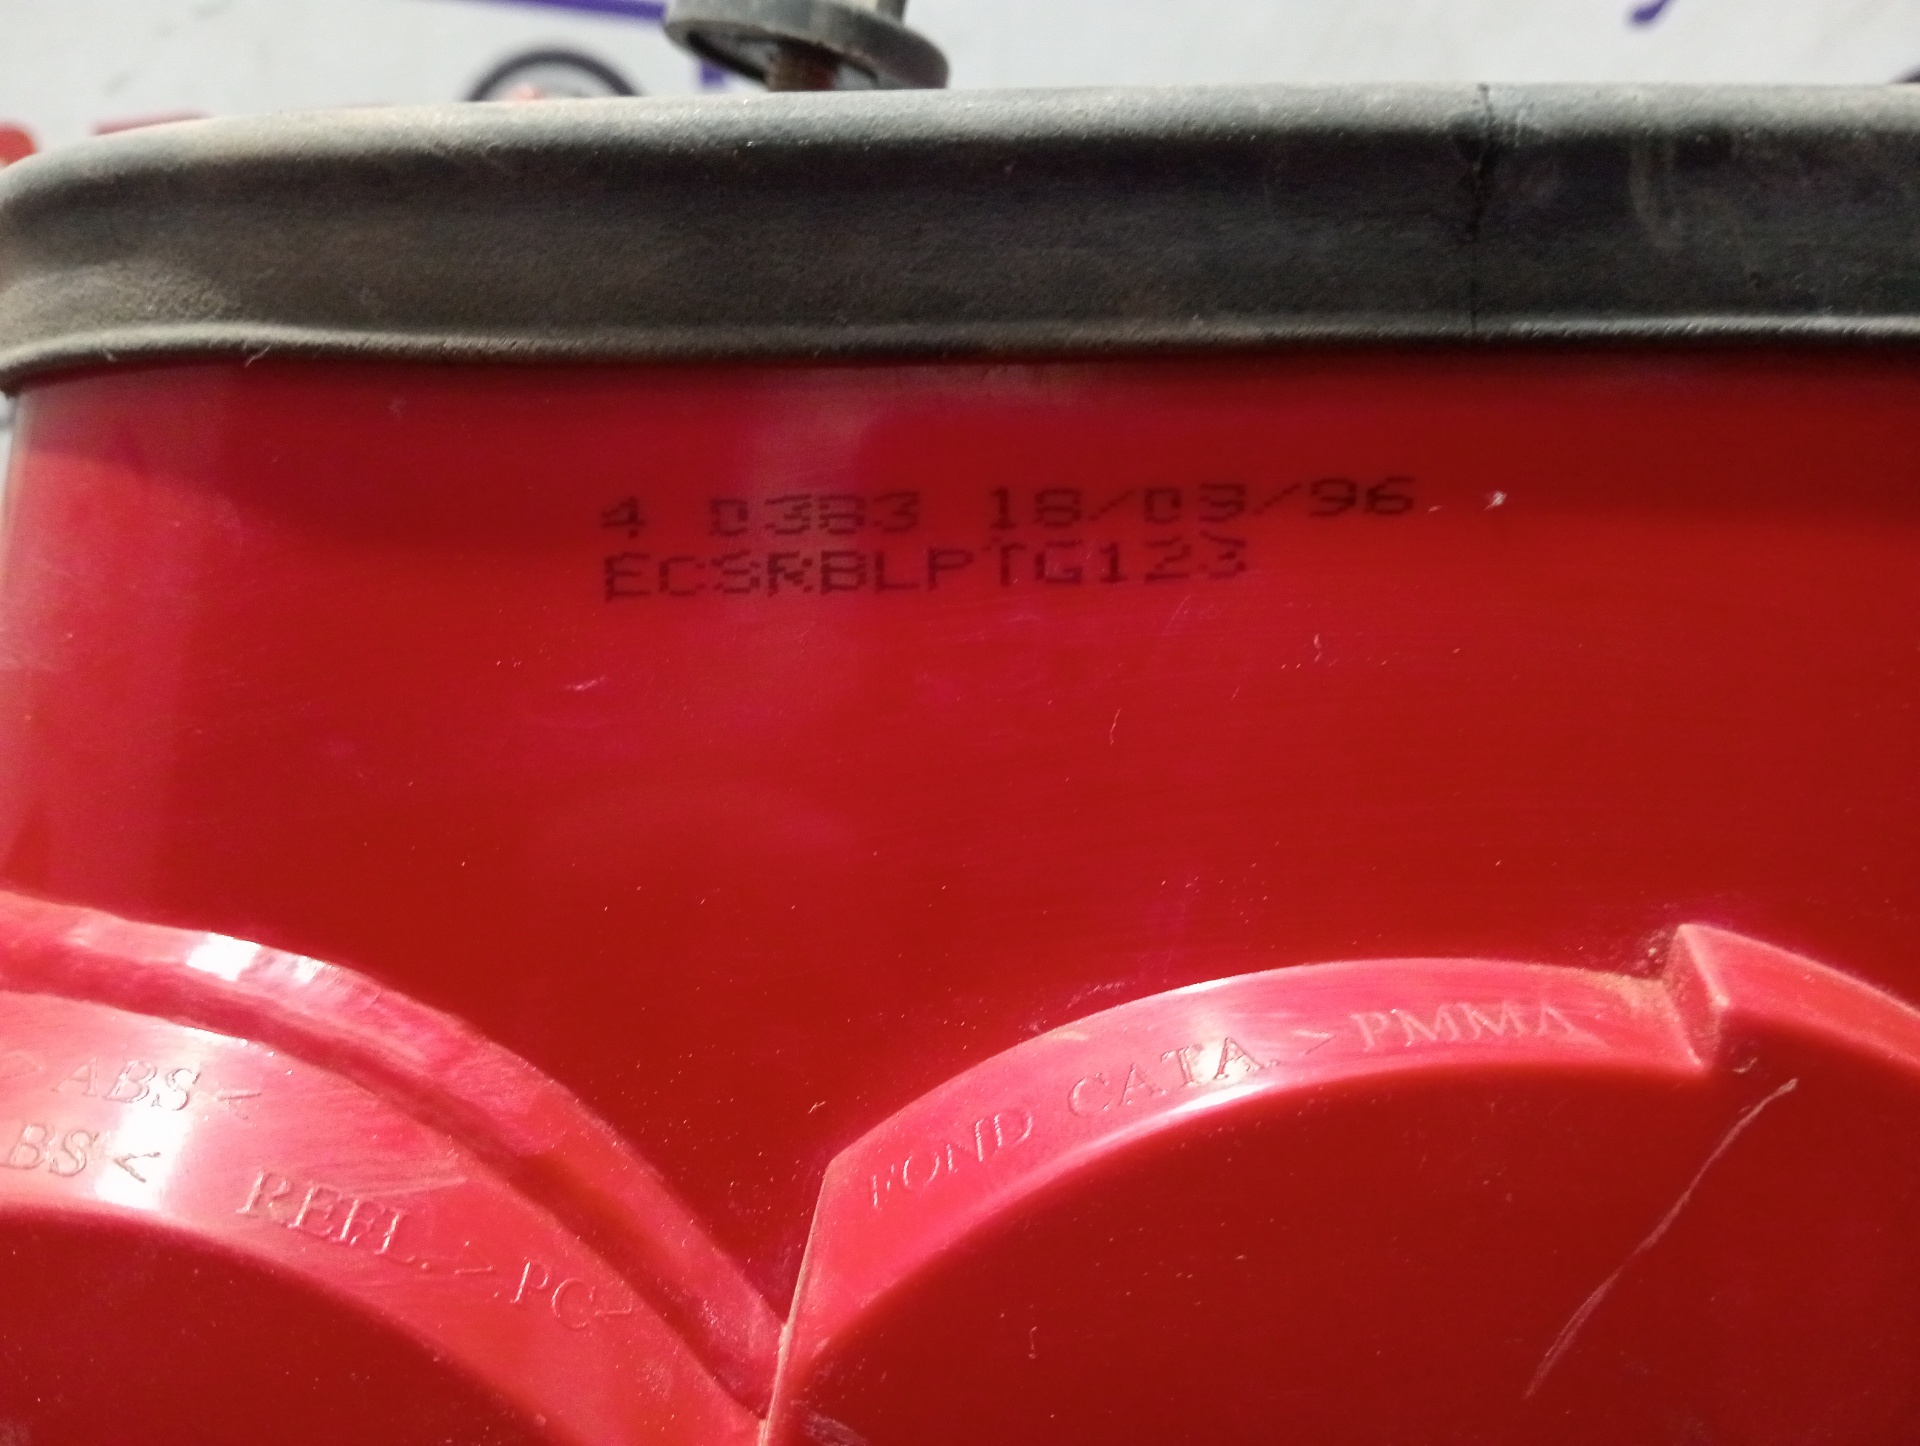 4 0383 18/03/96
ECSRBLPTG123
>ABS<
BS< REFL. >PC<
FOND CATA. >PMMA